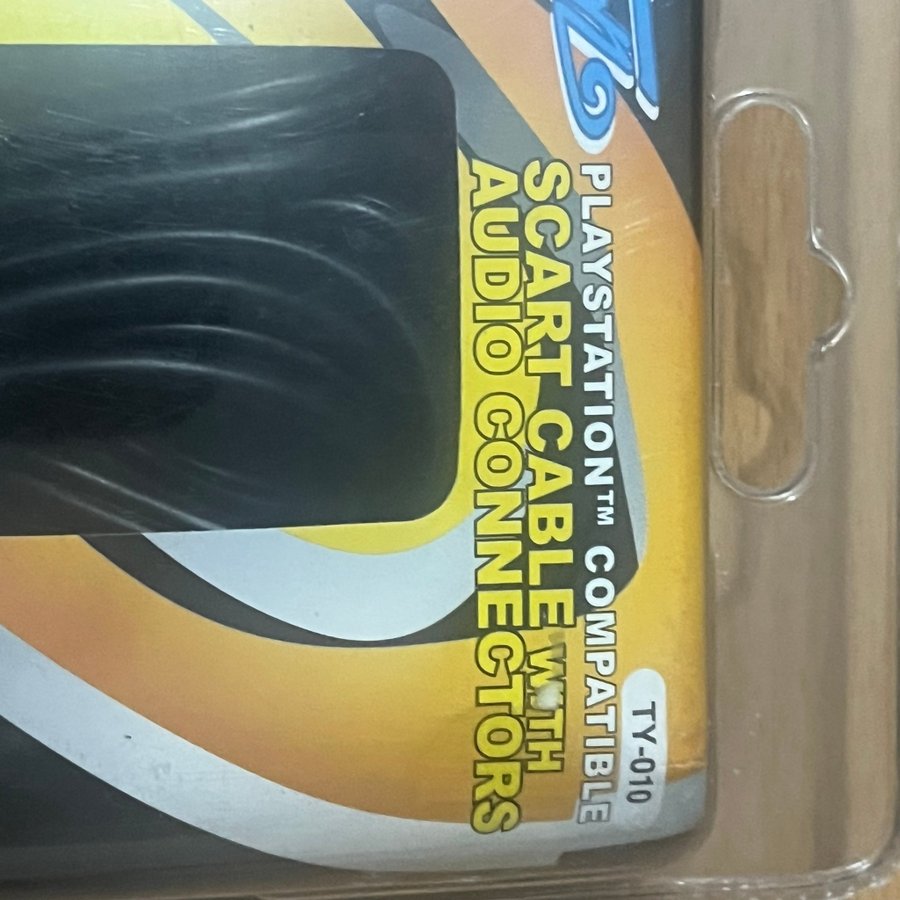 TY-010
PLAYSTATION™ COMPATIBLE
SCART CABLE WITH
AUDIO CONNECTORS